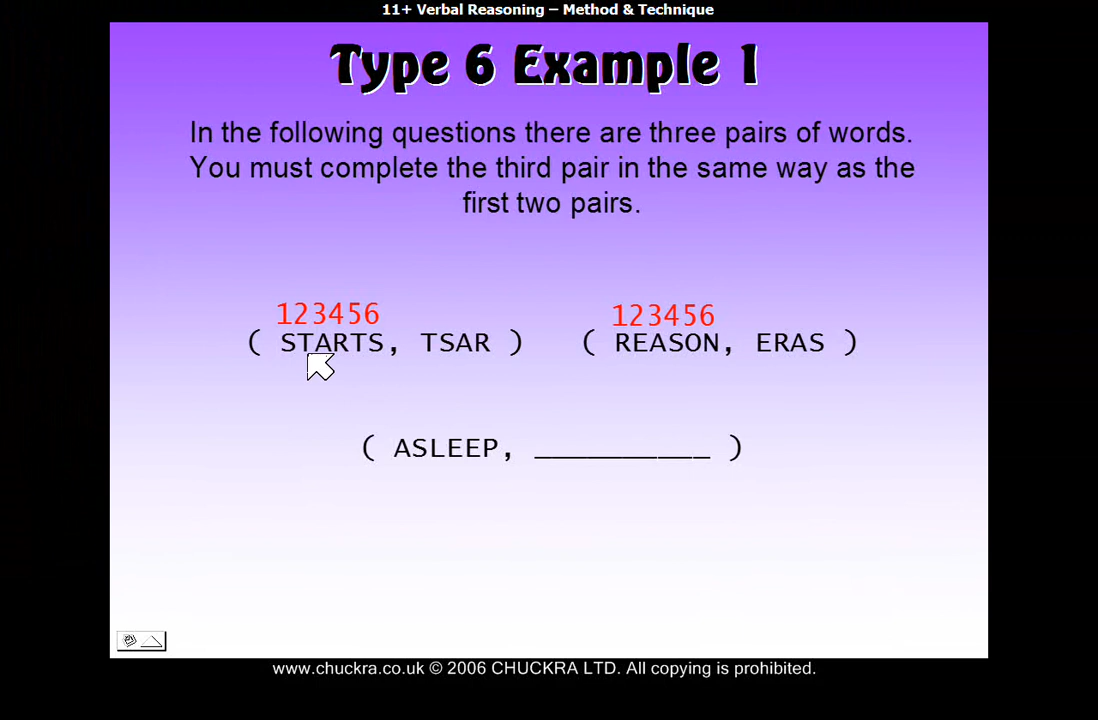 11+ Verbal Reasoning – Method & Technique
Type 6 Example 1
In the following questions there are three pairs of words.
You must complete the third pair in the same way as the
first two pairs.
123456 123456
( STARTS, TSAR ) ( REASON, ERAS )
( ASLEEP, __________ )
www.chuckra.co.uk © 2006 CHUCKRA LTD. All copying is prohibited.